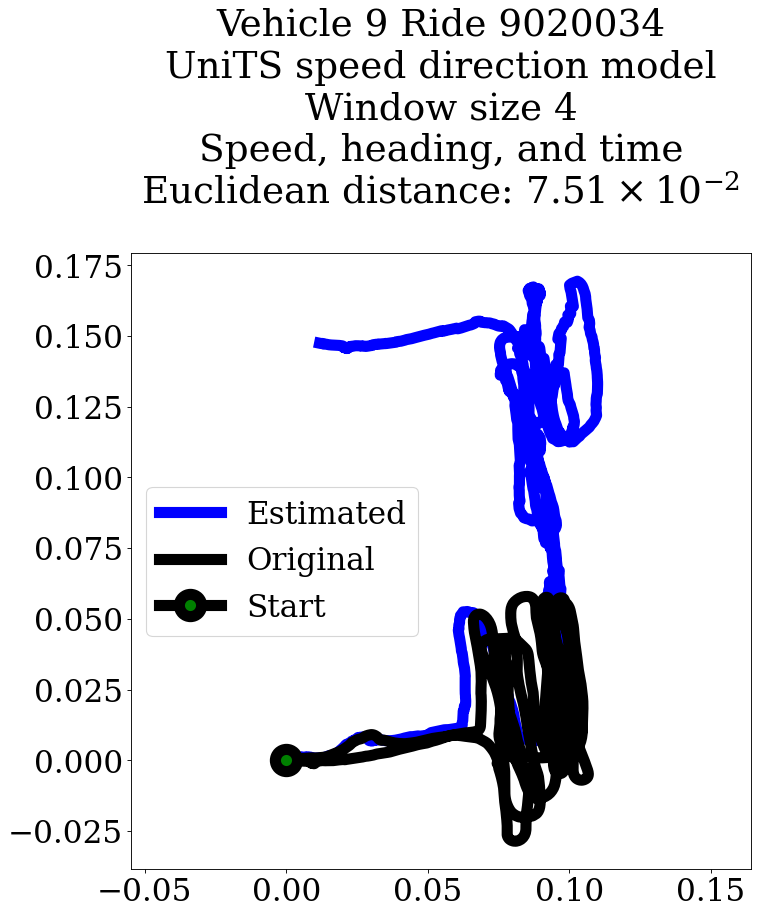 Vehicle 9 Ride 9020034
UniTS speed direction model
Window size 4
Speed, heading, and time
Euclidean distance: 7.51 × 10⁻²
0.175
0.150
0.125
0.100
0.075
0.050
0.025
0.000
−0.025
Estimated
Original
Start
−0.05 0.00 0.05 0.10 0.15